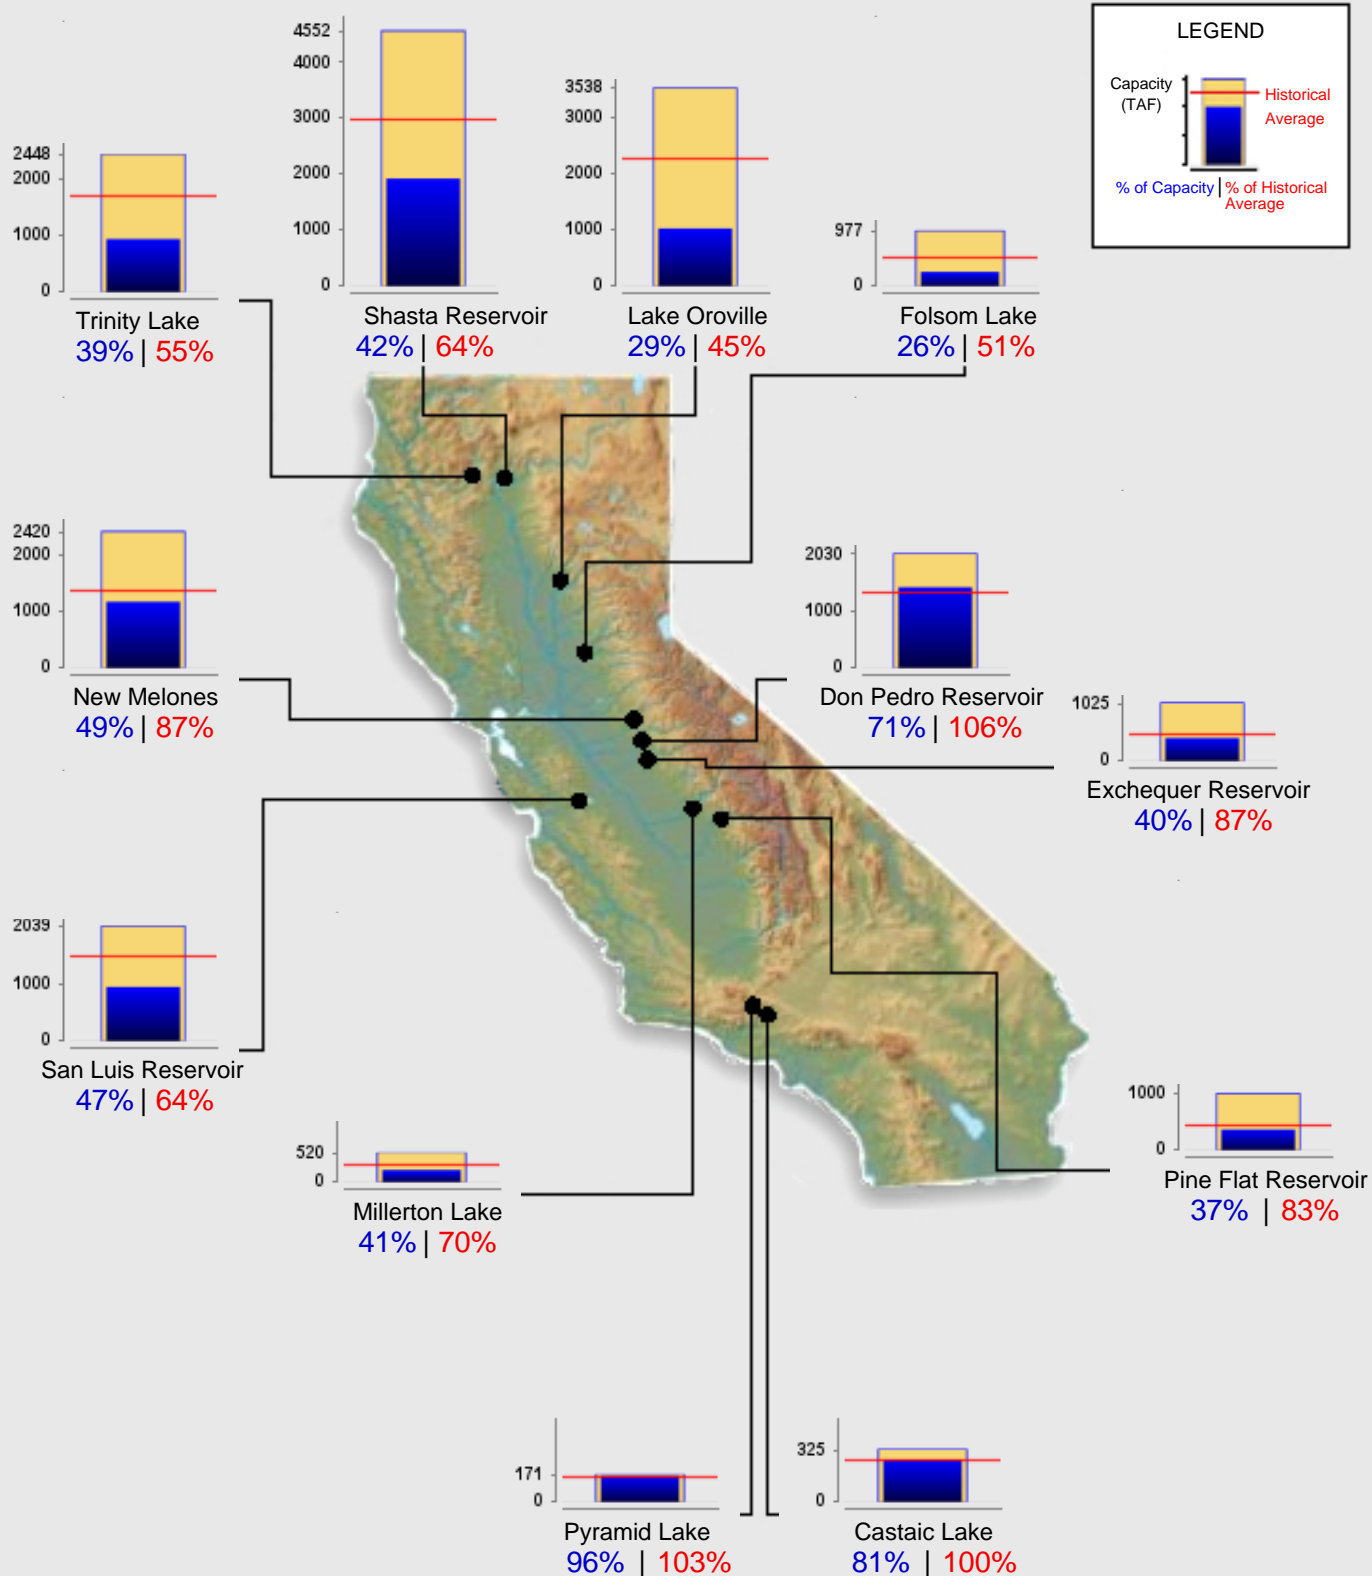 LEGEND
Capacity
(TAF)
Historical
Average
% of Capacity | % of Historical
Average
4552
4000
3000
2000
1000
0
Shasta Reservoir
42% | 64%
3538
3000
2000
1000
0
Lake Oroville
29% | 45%
2448
2000
1000
0
Trinity Lake
39% | 55%
977
0
Folsom Lake
26% | 51%
2420
2000
1000
0
New Melones
49% | 87%
2030
1000
0
Don Pedro Reservoir
71% | 106%
1025
0
Exchequer Reservoir
40% | 87%
2039
1000
0
San Luis Reservoir
47% | 64%
520
0
Millerton Lake
41% | 70%
1000
0
Pine Flat Reservoir
37% | 83%
171
0
Pyramid Lake
96% | 103%
325
0
Castaic Lake
81% | 100%